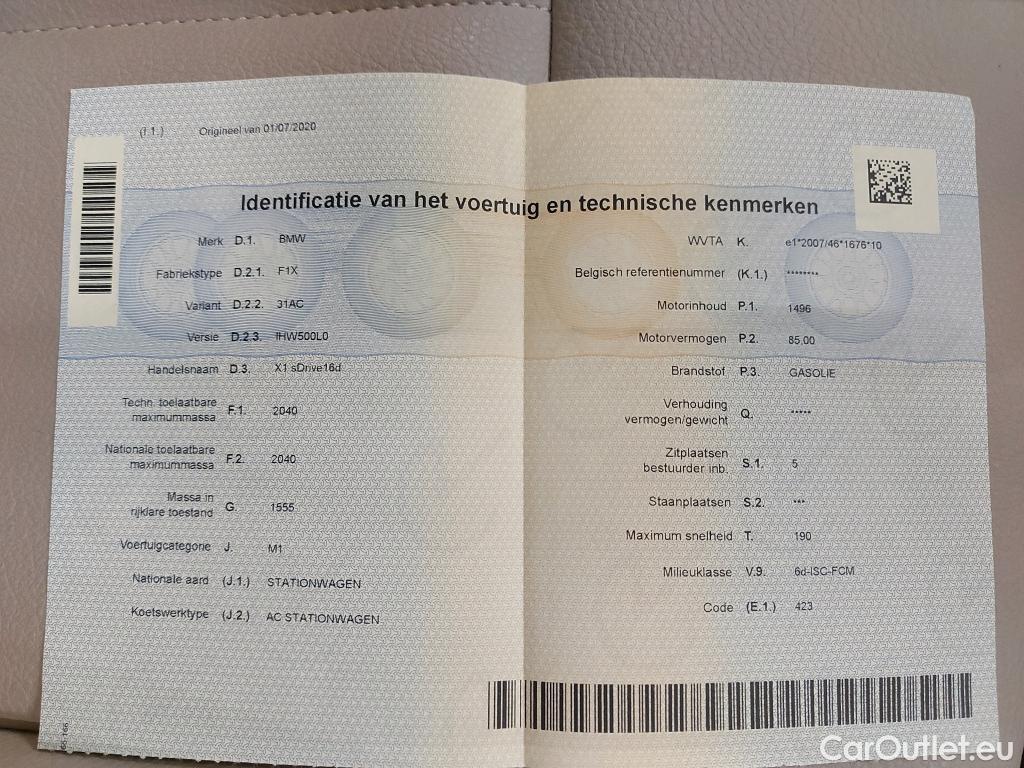 (I.1.) Origineel van 01/07/2020
Identificatie van het voertuig en technische kenmerken
Merk D.1. BMW
Fabriekstype D.2.1. F1X
Variant D.2.2. 31AC
Versie D.2.3. IHW500L0
Handelsnaam D.3. X1 sDrive16d
Techn. toelaatbare
maximummassa F.1. 2040
Nationale toelaatbare
maximummassa F.2. 2040
Massa in
rijklare toestand G. 1555
Voertuigcategorie J. M1
Nationale aard (J.1.) STATIONWAGEN
Koetswerktype (J.2.) AC STATIONWAGEN
WVTA K. e1*2007/46*1676*10
Belgisch referentienummer (K.1.) ********
Motorinhoud P.1. 1496
Motorvermogen P.2. 85,00
Brandstof P.3. GASOLIE
Verhouding
vermogen/gewicht Q. *****
Zitplaatsen
bestuurder inb. S.1. 5
Staanplaatsen S.2. ***
Maximum snelheid T. 190
Milieuklasse V.9. 6d-ISC-FCM
Code (E.1.) 423
CarOutlet.eu